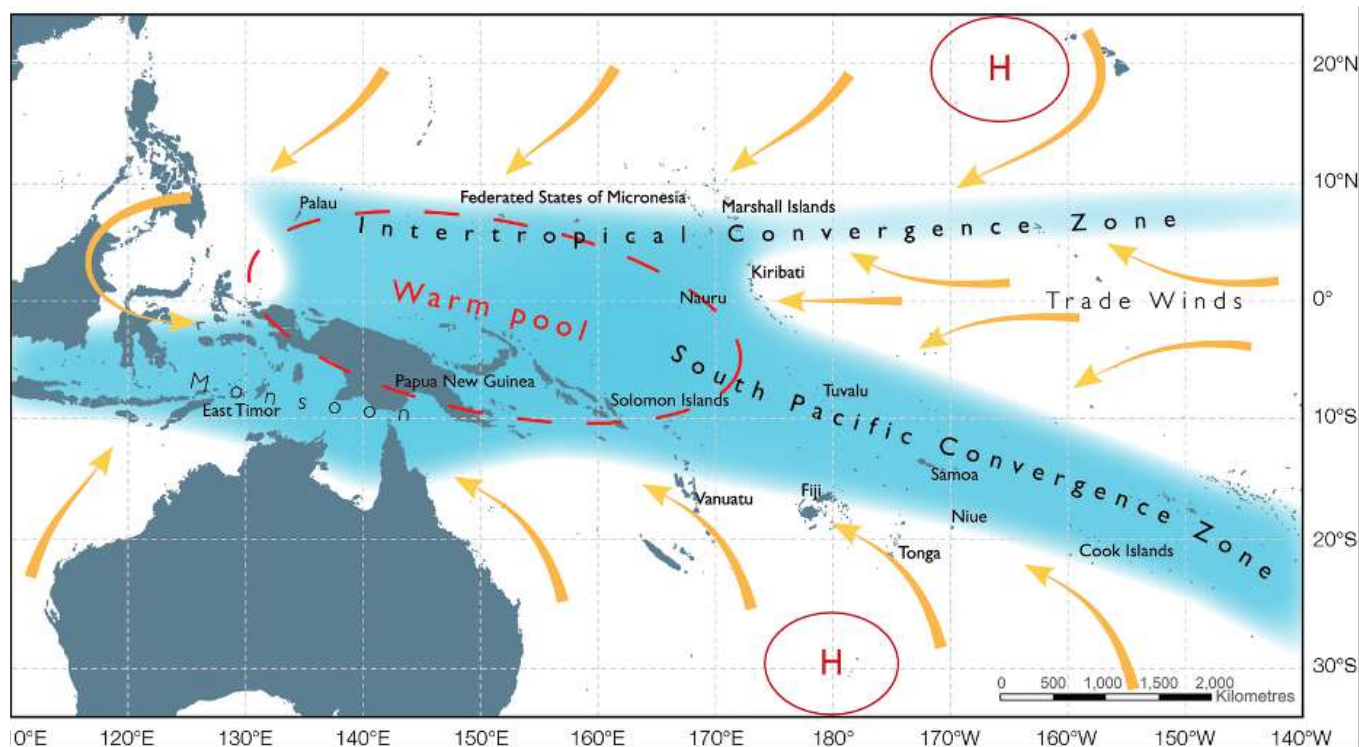 H
20°N
10°N
Palau
Federated States of Micronesia
Marshall Islands
Intertropical Convergence Zone
Kiribati
Warm pool
Nauru
Trade Winds
0°
South Pacific Convergence Zone
Papua New Guinea
Monsoon
East Timor
Solomon Islands
Tuvalu
10°S
Samoa
Vanuatu
Fiji
Niue
Tonga
Cook Islands
20°S
H
30°S
0 500 1,000 1,500 2,000
Kilometres
0°E 120°E 130°E 140°E 150°E 160°E 170°E 180° 170°W 160°W 150°W 140°W